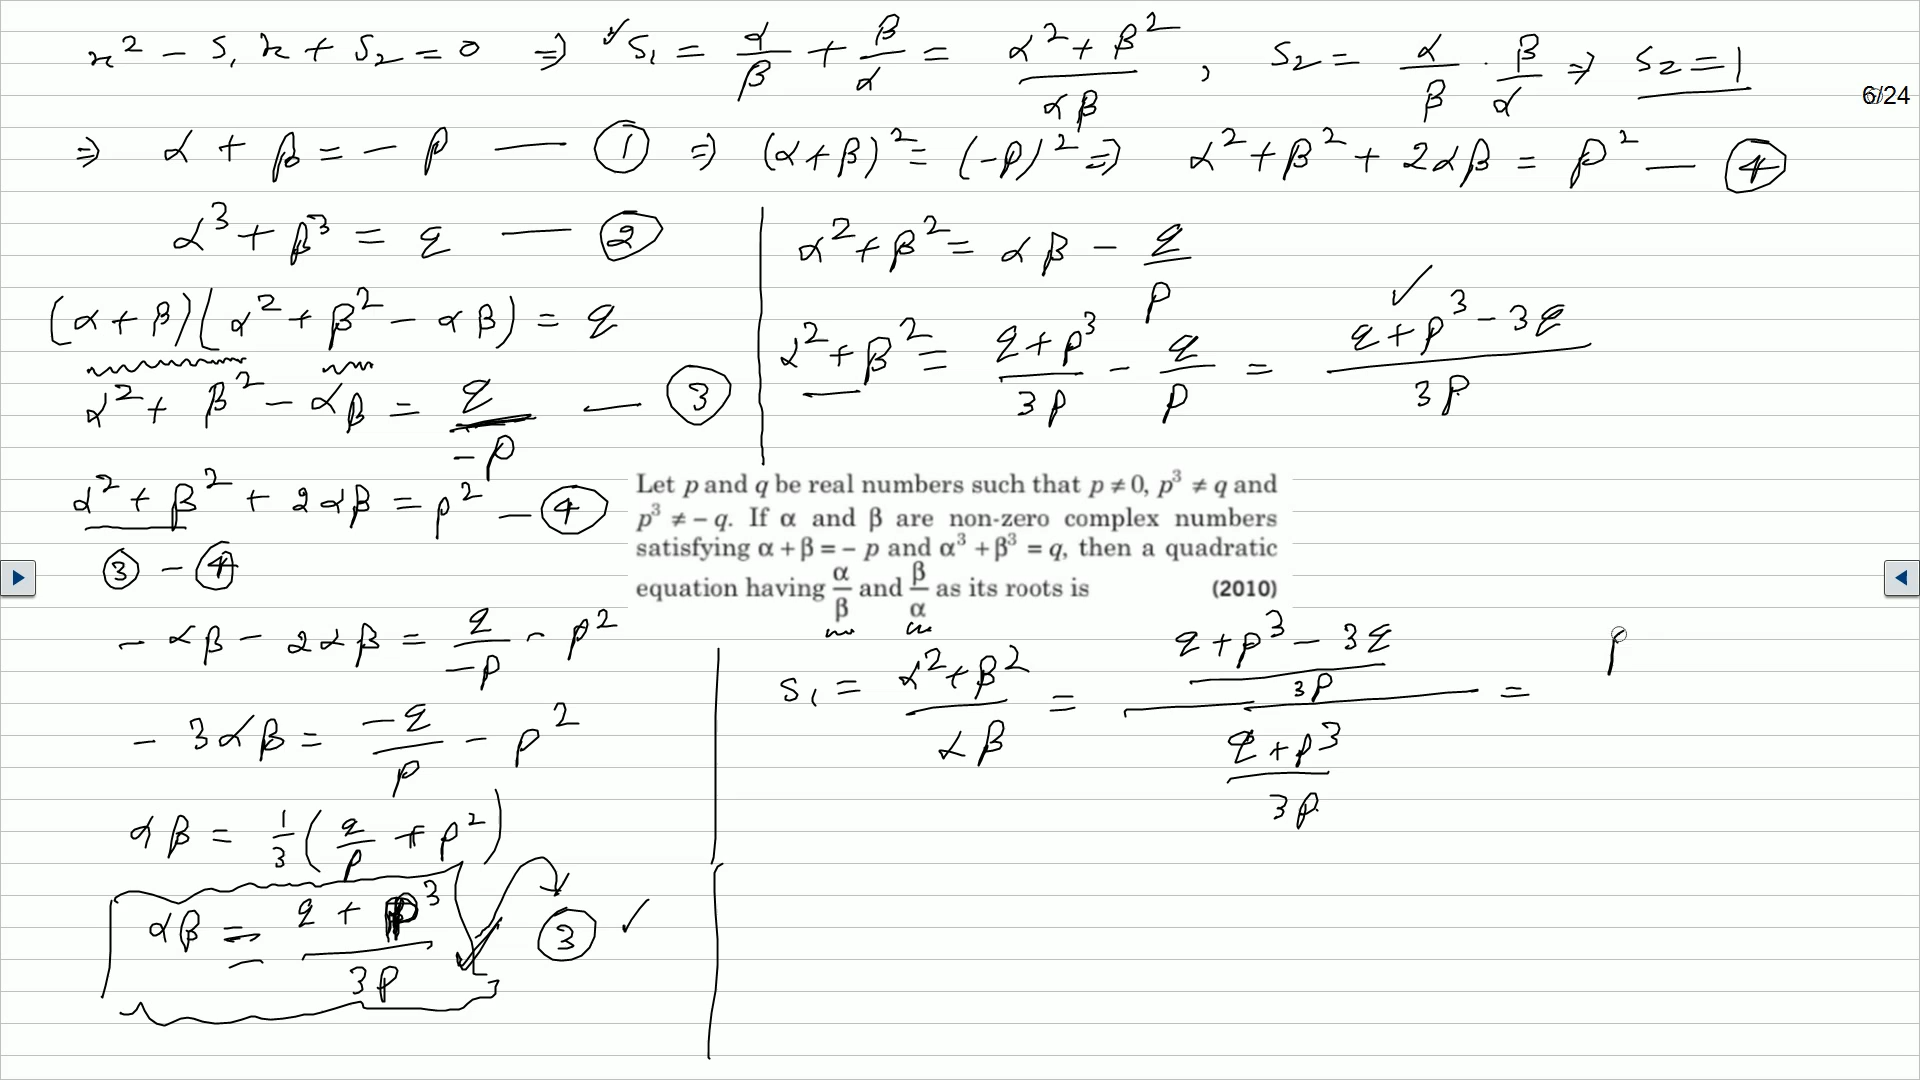 x² - S₁ x + S₂ = 0 ⇒ ✓S₁ = α/β + β/α = (α² + β²)/(αβ) , S₂ = α/β · β/α ⇒ S₂ = 1
6/24
⇒ α + β = - p — ① ⇒ (α+β)² = (-p)² ⇒ α² + β² + 2αβ = p² — ④
α³ + β³ = q — ②
(α + β)(α² + β² - αβ) = q
α² + β² - αβ = q/-p — ③
α² + β² + 2αβ = p² — ④
③ - ④
- αβ - 2αβ = q/-p - p²
- 3αβ = -q/p - p²
αβ = 1/3 (q/p + p²)
αβ = (q + p³)/3p ✓ ③ ✓
α² + β² = αβ - q/p
α² + β² = (q + p³)/3p - q/p = (q + p³ - 3q)/3p ✓
Let p and q be real numbers such that p ≠ 0, p³ ≠ q and
p³ ≠ – q. If α and β are non-zero complex numbers
satisfying α + β = – p and α³ + β³ = q, then a quadratic
equation having α/β and β/α as its roots is (2010)
S₁ = (α² + β²)/(αβ) = ((q + p³ - 3q)/3p)/((q + p³)/3p) = p